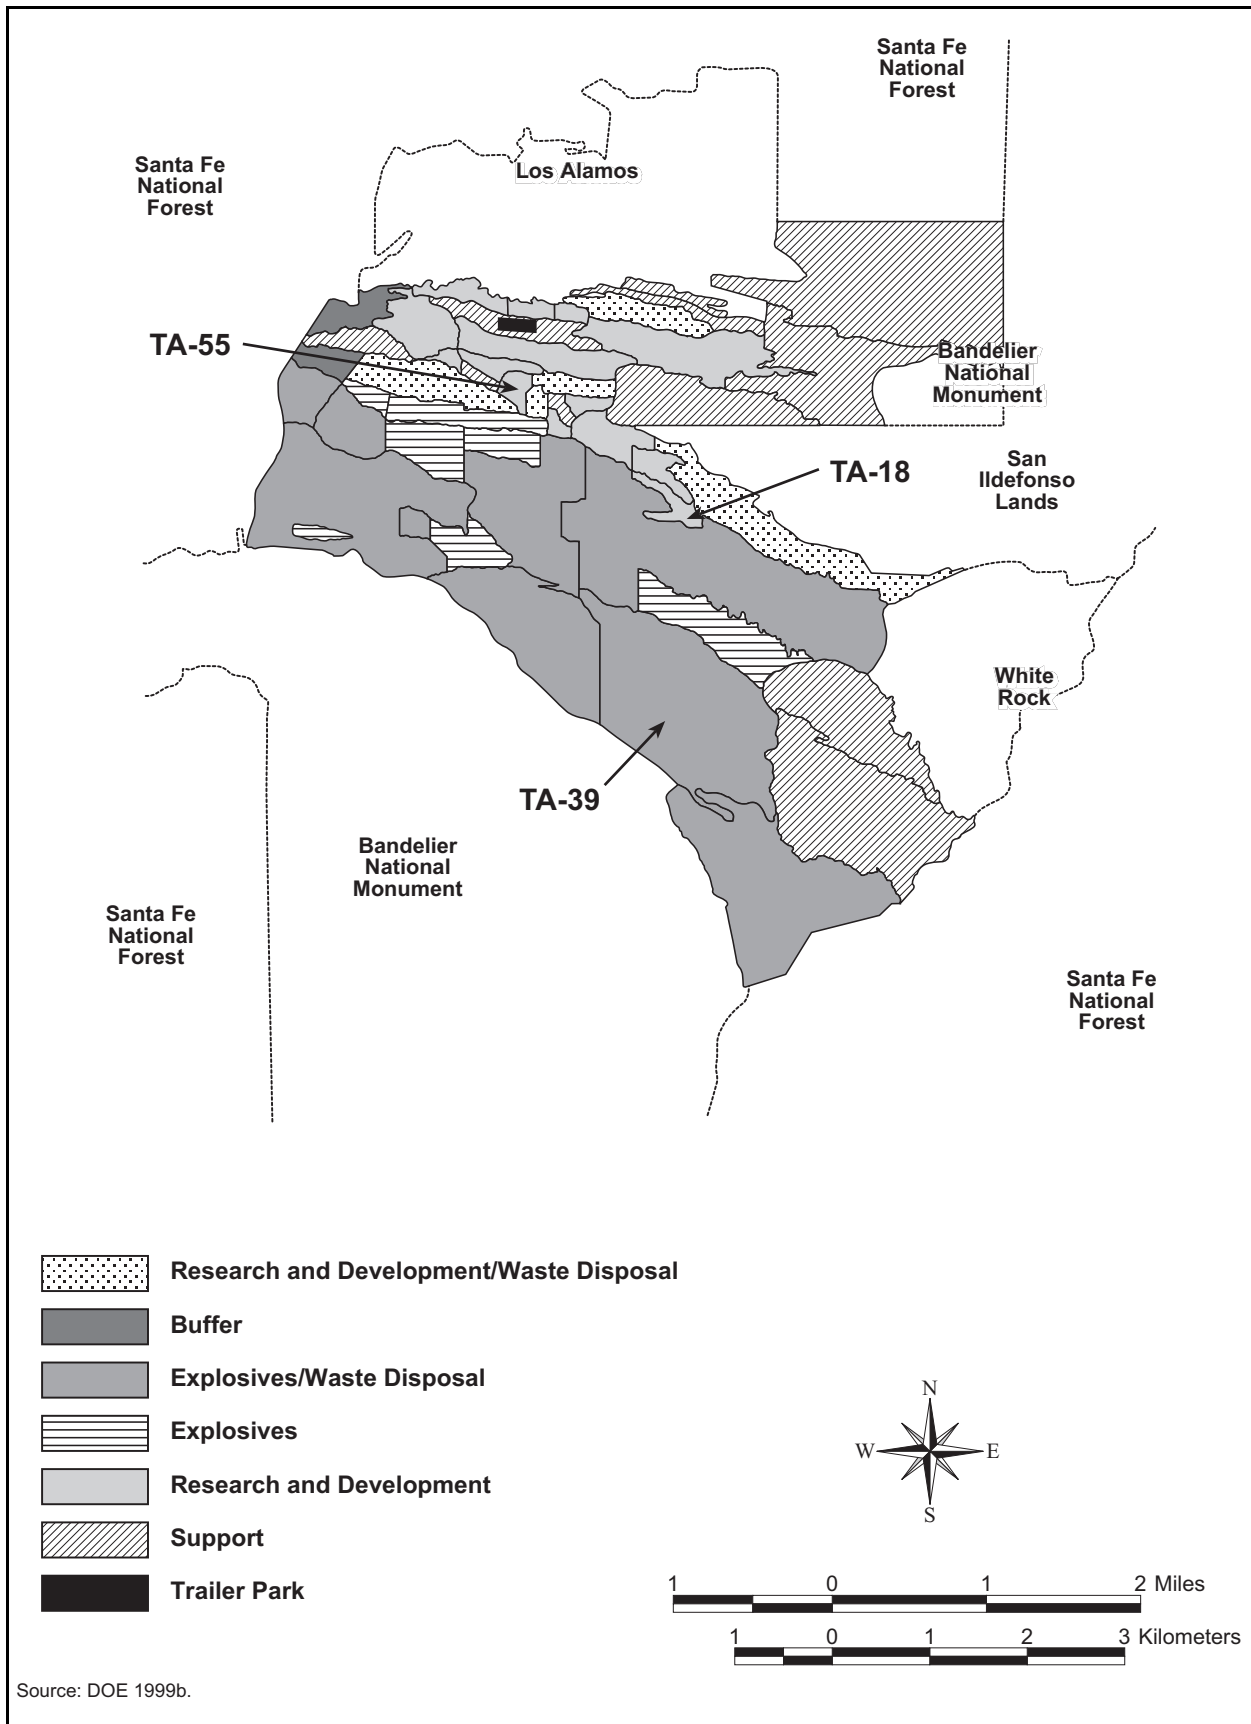 Santa Fe
National
Forest
Santa Fe
National
Forest
Los Alamos
TA-55
Bandelier
National
Monument
TA-18
San
Ildefonso
Lands
White
Rock
TA-39
Bandelier
National
Monument
Santa Fe
National
Forest
Santa Fe
National
Forest
Research and Development/Waste Disposal
Buffer
Explosives/Waste Disposal
Explosives
Research and Development
Support
Trailer Park
N
W E
S
1 0 1 2 Miles
1 0 1 2 3 Kilometers
Source: DOE 1999b.